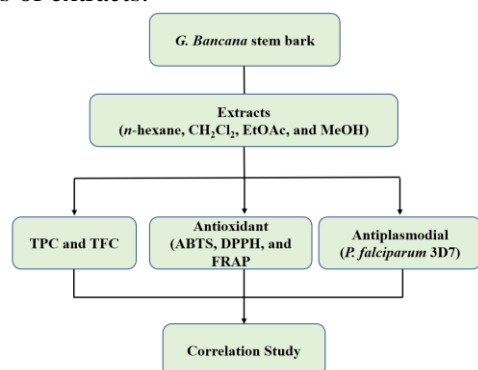 s of extracts.
G. Bancana stem bark
Extracts
(n-hexane, CH₂Cl₂, EtOAc, and MeOH)
TPC and TFC
Antioxidant
(ABTS, DPPH, and
FRAP
Antiplasmodial
(P. falciparum 3D7)
Correlation Study